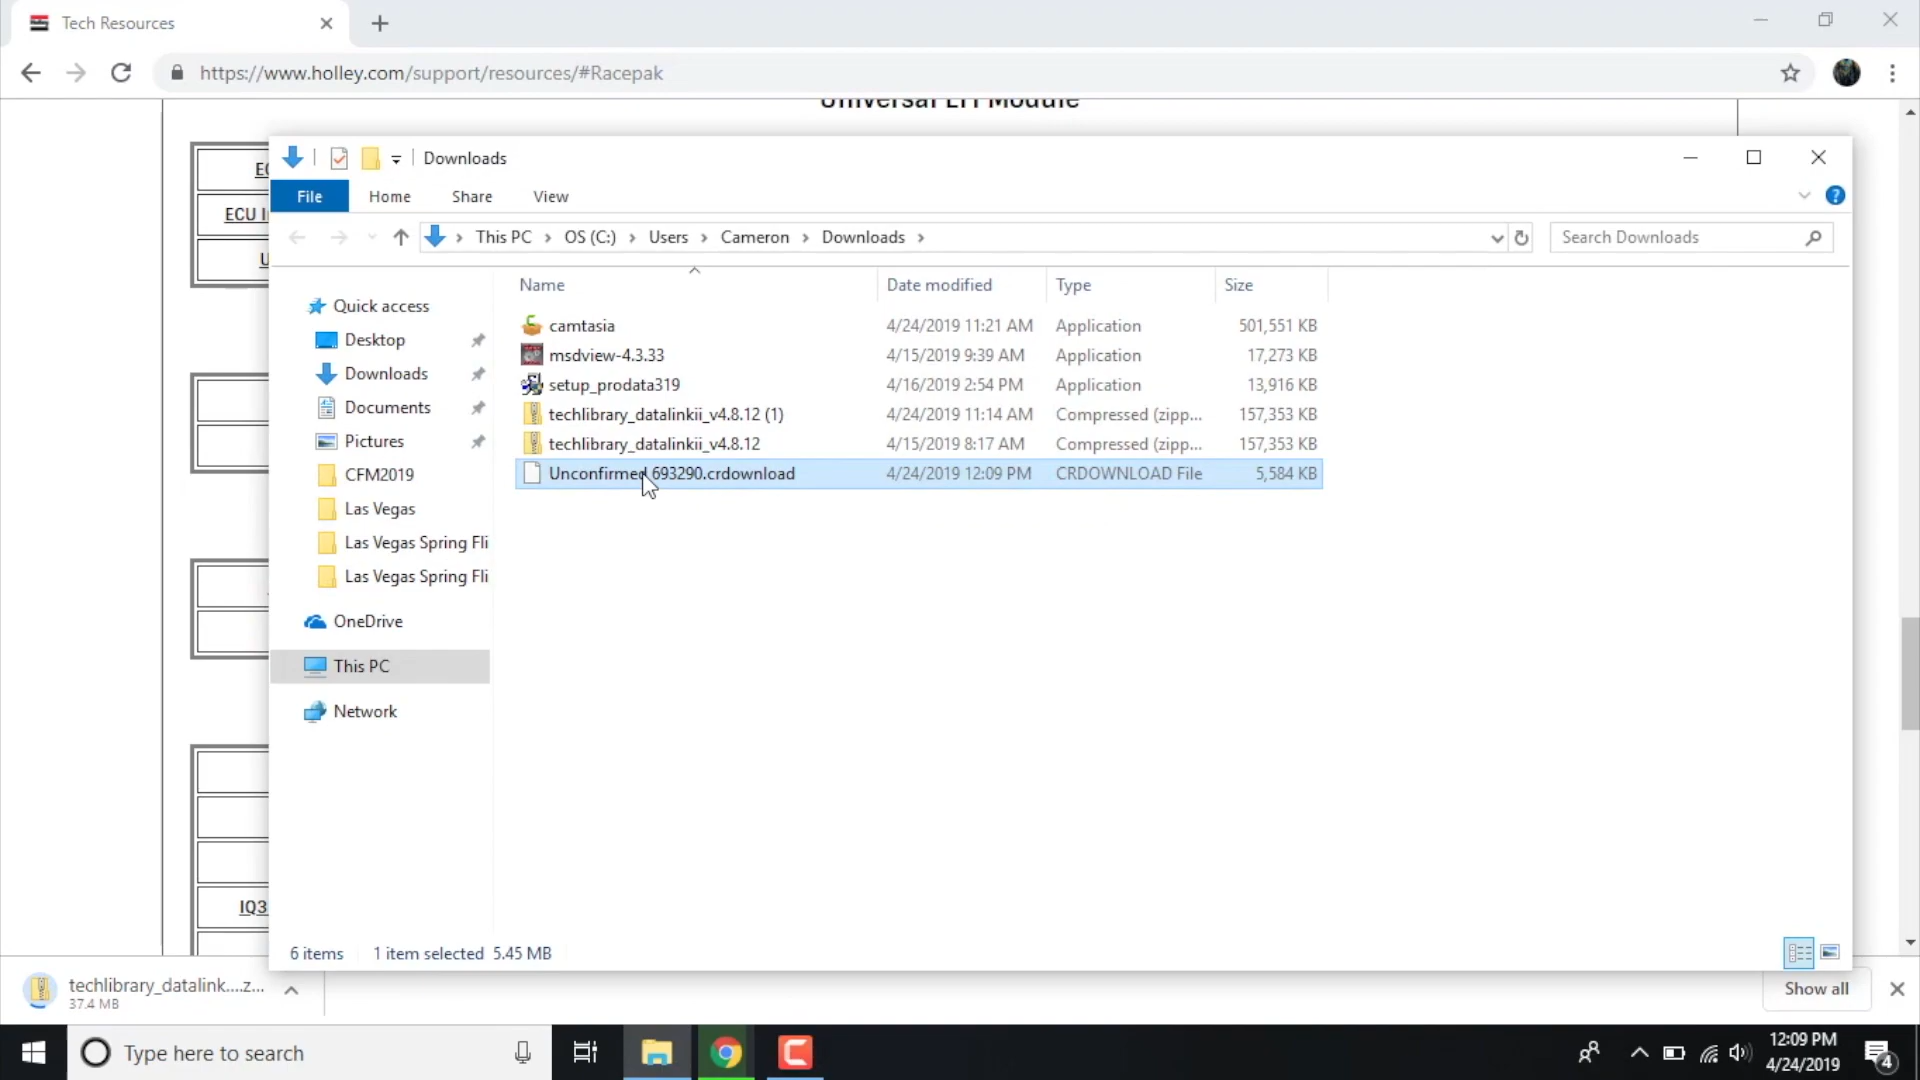 Tech Resources
https://www.holley.com/support/resources/#Racepak
Universal EFI Module
EC
ECU I
U
IQ3
Downloads
File Home Share View
This PC OS (C:) Users Cameron Downloads
Search Downloads
Quick access
Desktop
Downloads
Documents
Pictures
CFM2019
Las Vegas
Las Vegas Spring Fli
Las Vegas Spring Fli
OneDrive
This PC
Network
Name Date modified Type Size
camtasia 4/24/2019 11:21 AM Application 501,551 KB
msdview-4.3.33 4/15/2019 9:39 AM Application 17,273 KB
setup_prodata319 4/16/2019 2:54 PM Application 13,916 KB
techlibrary_datalinkii_v4.8.12 (1) 4/24/2019 11:14 AM Compressed (zipp... 157,353 KB
techlibrary_datalinkii_v4.8.12 4/15/2019 8:17 AM Compressed (zipp... 157,353 KB
Unconfirmed 693290.crdownload 4/24/2019 12:09 PM CRDOWNLOAD File 5,584 KB
6 items 1 item selected 5.45 MB
techlibrary_datalink....z...
37.4 MB
Show all
Type here to search
12:09 PM
4/24/2019
4